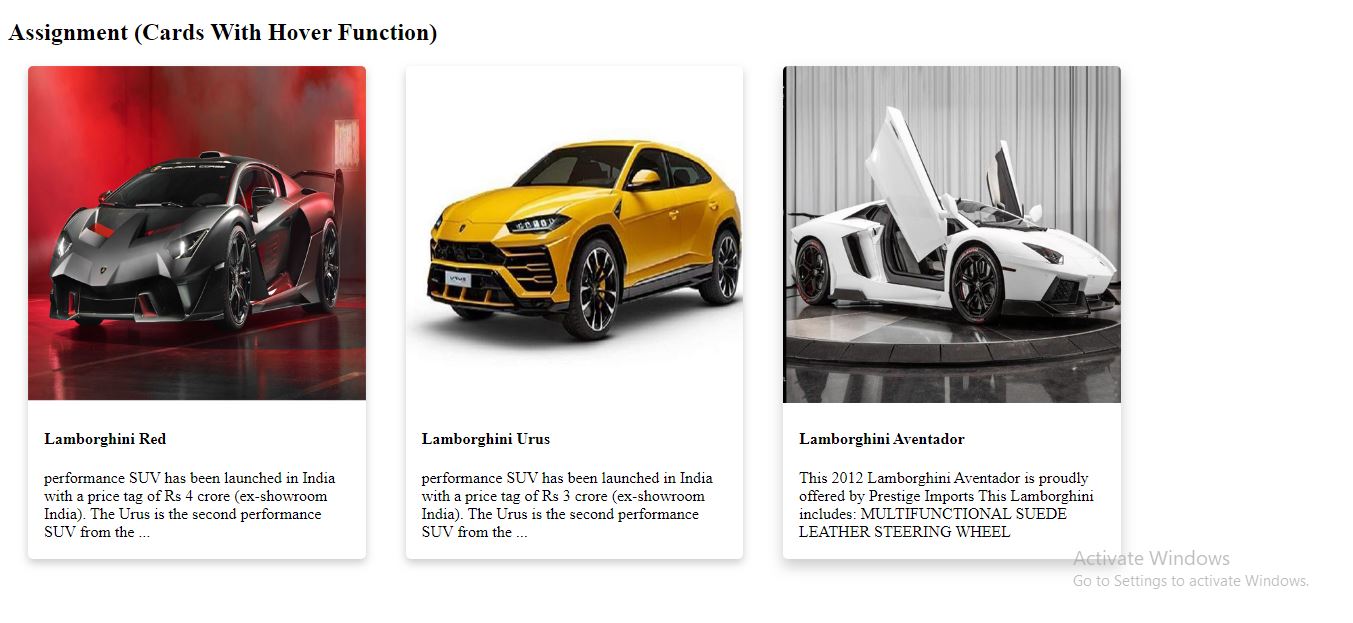 Assignment (Cards With Hover Function)
Lamborghini Red
performance SUV has been launched in India
with a price tag of Rs 4 crore (ex-showroom
India). The Urus is the second performance
SUV from the ...
URUS
Lamborghini Urus
performance SUV has been launched in India
with a price tag of Rs 3 crore (ex-showroom
India). The Urus is the second performance
SUV from the ...
Lamborghini Aventador
This 2012 Lamborghini Aventador is proudly
offered by Prestige Imports This Lamborghini
includes: MULTIFUNCTIONAL SUEDE
LEATHER STEERING WHEEL
Activate Windows
Go to Settings to activate Windows.